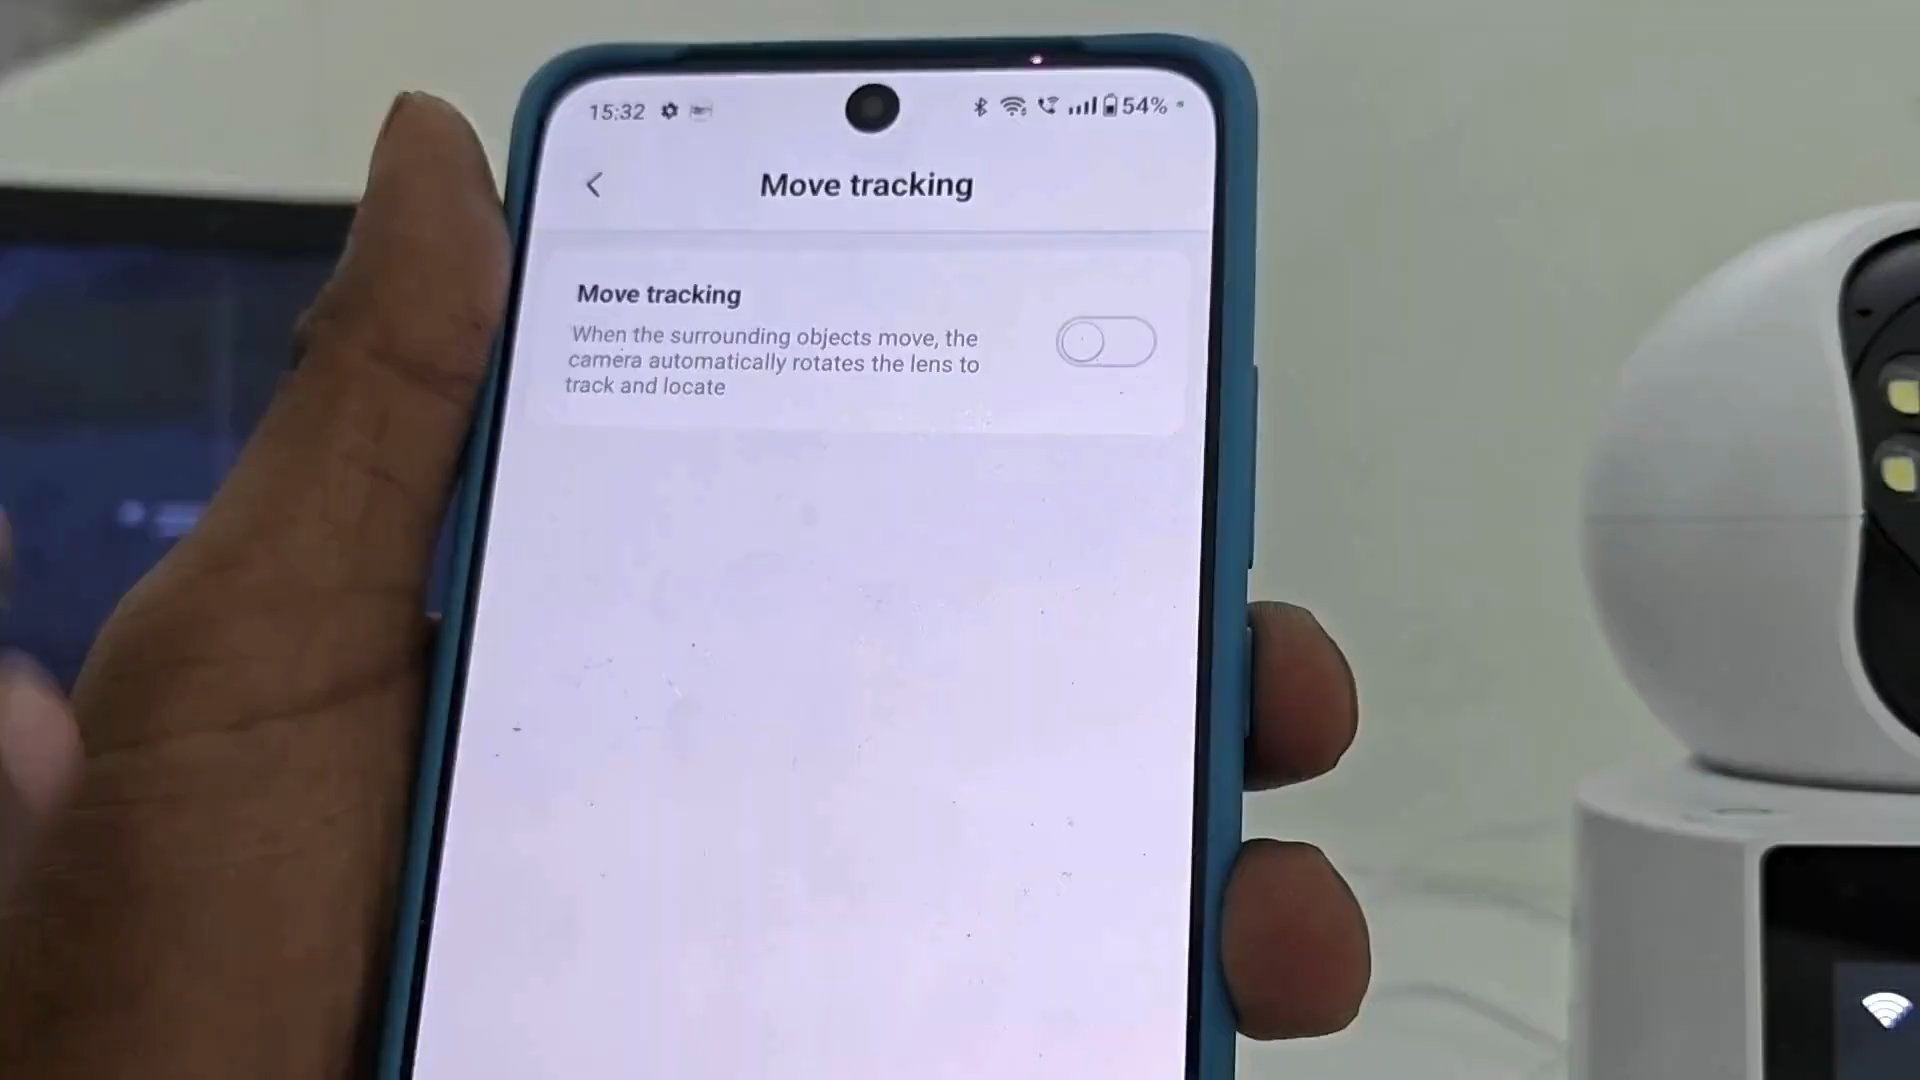 15:32 54%
Move tracking
Move tracking
When the surrounding objects move, the
camera automatically rotates the lens to
track and locate